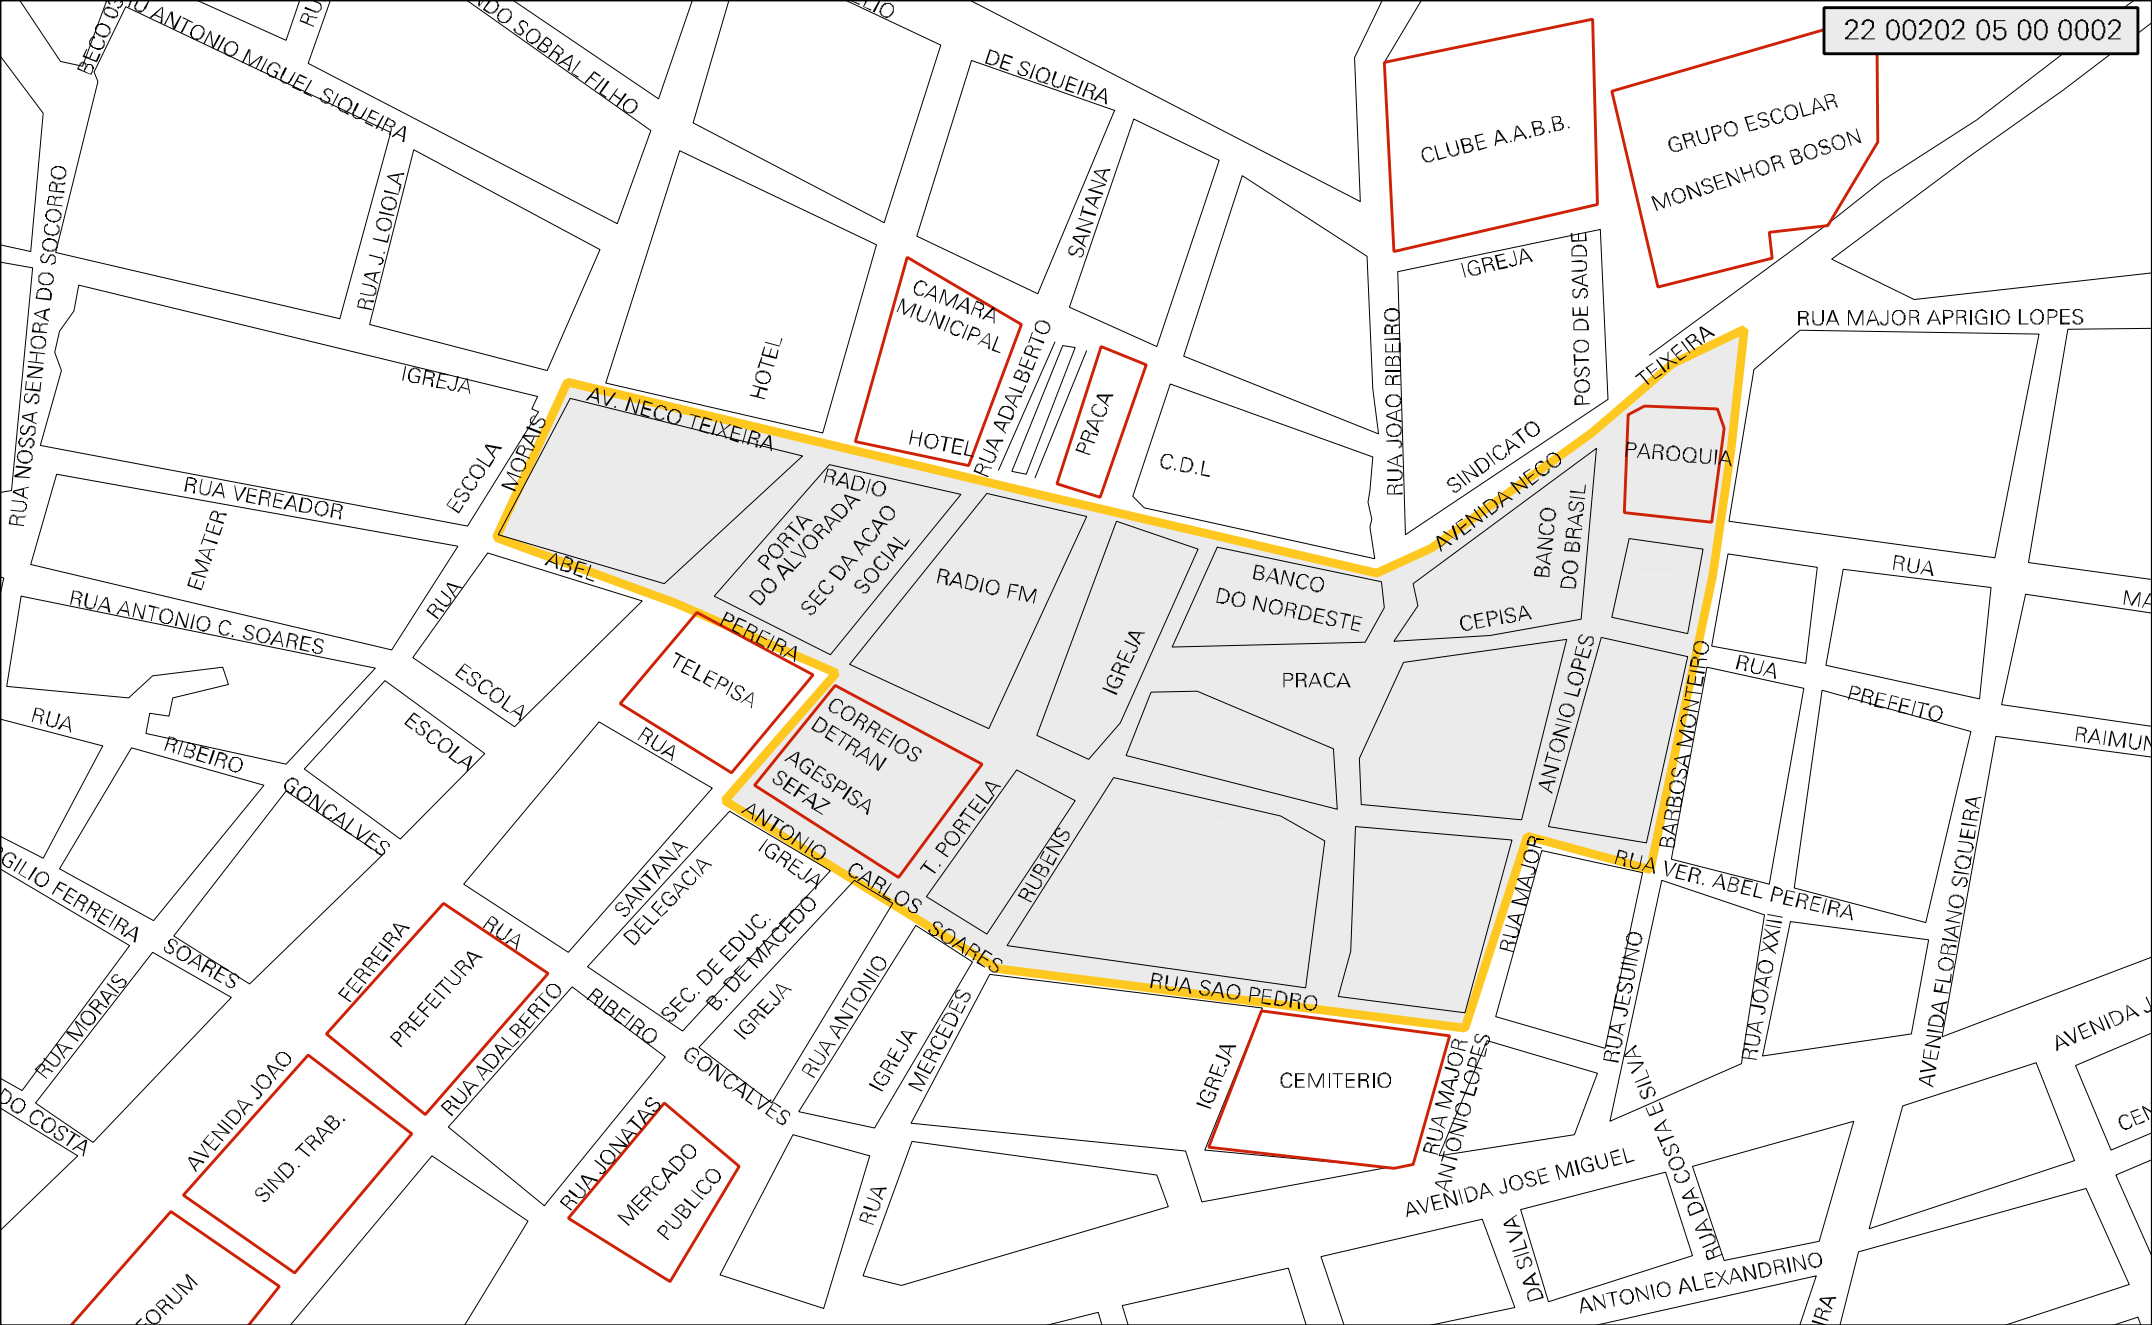 22 00202 05 00 0002
BECO 03
RU
ANTONIO MIGUEL SIQUEIRA
SOBRAL FILHO
DE SIQUEIRA
CLUBE A.A.B.B.
GRUPO ESCOLAR
MONSENHOR BOSON
RUA NOSSA SENHORA DO SOCORRO
RUA J. LOIOLA
SANTANA
IGREJA
POSTO DE SAUDE
CAMARA
MUNICIPAL
RUA ADALBERTO
PRACA
RUA JOAO RIBEIRO
RUA MAJOR APRIGIO LOPES
TEIXEIRA
IGREJA
HOTEL
AV. NECO TEIXEIRA
HOTEL
MORAIS
ESCOLA
C.D.L
SINDICATO
AVENIDA NECO
PAROQUIA
RUA VEREADOR
EMATER
RADIO
PORTA
DO ALVORADA
SEC DA ACAO
SOCIAL
RADIO FM
BANCO
DO NORDESTE
BANCO
DO BRASIL
CEPISA
RUA
ABEL
RUA
RUA ANTONIO C. SOARES
PEREIRA
TELEPISA
IGREJA
PRACA
ANTONIO LOPES
BARBOSA MONTEIRO
RUA
PREFEITO
RAIMUN
ESCOLA
ESCOLA
RUA
RIBEIRO
GONCALVES
RUA
CORREIOS
DETRAN
AGESPISA
SEFAZ
T. PORTELA
RUBENS
ANTONIO
CARLOS
SOARES
IGREJA
SANTANA
DELEGACIA
SEC. DE EDUC.
B. DE MACEDO
IGREJA
RUA ANTONIO
IGREJA
MERCEDES
RUA SAO PEDRO
RUA MAJOR
RUA VER. ABEL PEREIRA
RUA JESUINO
RUA JOAO XXIII
AVENIDA FLORIANO SIQUEIRA
AVENIDA J
GILIO FERREIRA
SOARES
RUA MORAIS
DO COSTA
FERREIRA
AVENIDA JOAO
RUA
PREFEITURA
RUA ADALBERTO
RIBEIRO
GONCALVES
SIND. TRAB.
RUA JONATAS
MERCADO
PUBLICO
FORUM
RUA
IGREJA
CEMITERIO
RUA MAJOR
ANTONIO LOPES
AVENIDA JOSE MIGUEL
RUA DA COSTA E SILVA
DA SILVA
ANTONIO ALEXANDRINO
CEN